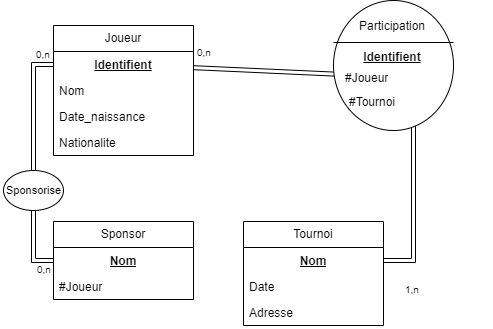 Joueur
Identifient
Nom
Date_naissance
Nationalite
0,n
0,n
Participation
Identifient
#Joueur
#Tournoi
Sponsorise
0,n
Sponsor
Nom
#Joueur
Tournoi
Nom
Date
Adresse
1,n